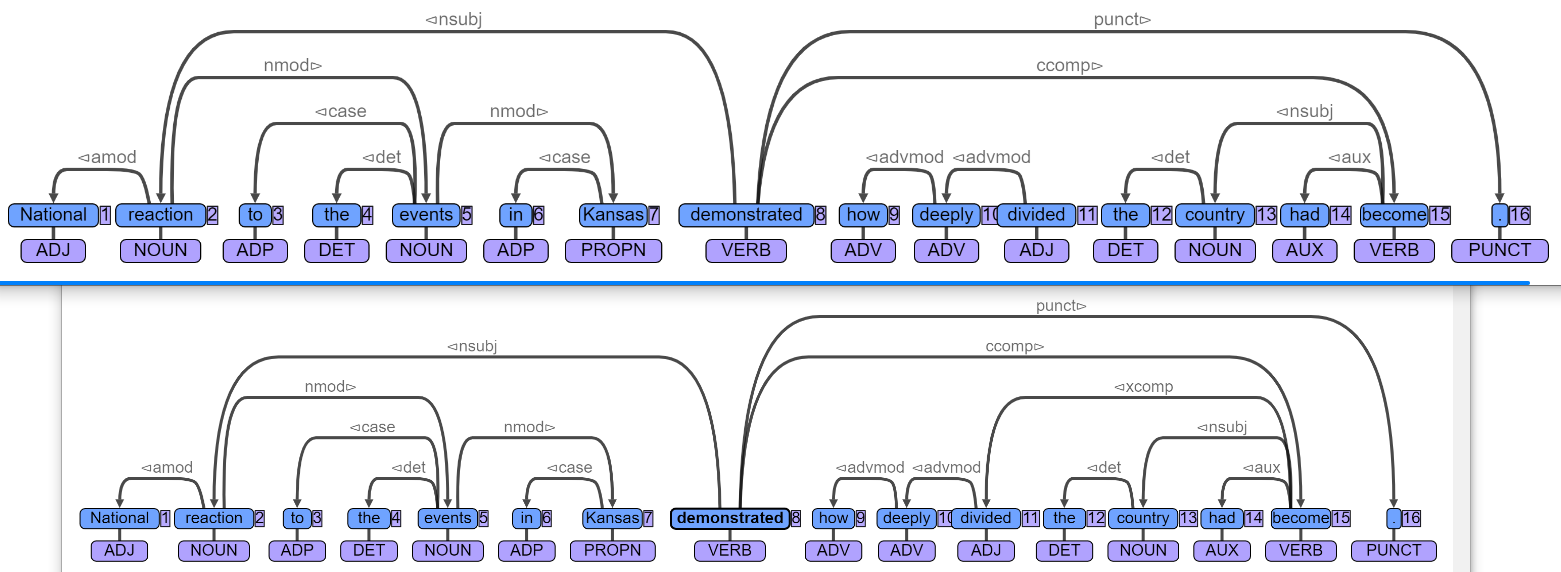 ⊲nsubj punct⊳
nmod⊳ ccomp⊳
⊲case nmod⊳ ⊲nsubj
⊲amod ⊲det ⊲case ⊲advmod ⊲advmod ⊲det ⊲aux
National 1 reaction 2 to 3 the 4 events 5 in 6 Kansas 7 demonstrated 8 how 9 deeply 10 divided 11 the 12 country 13 had 14 become 15 . 16
ADJ NOUN ADP DET NOUN ADP PROPN VERB ADV ADV ADJ DET NOUN AUX VERB PUNCT
punct⊳
⊲nsubj ccomp⊳
nmod⊳ ⊲xcomp
⊲case nmod⊳ ⊲nsubj
⊲amod ⊲det ⊲case ⊲advmod ⊲advmod ⊲det ⊲aux
National 1 reaction 2 to 3 the 4 events 5 in 6 Kansas 7 demonstrated 8 how 9 deeply 10 divided 11 the 12 country 13 had 14 become 15 . 16
ADJ NOUN ADP DET NOUN ADP PROPN VERB ADV ADV ADJ DET NOUN AUX VERB PUNCT